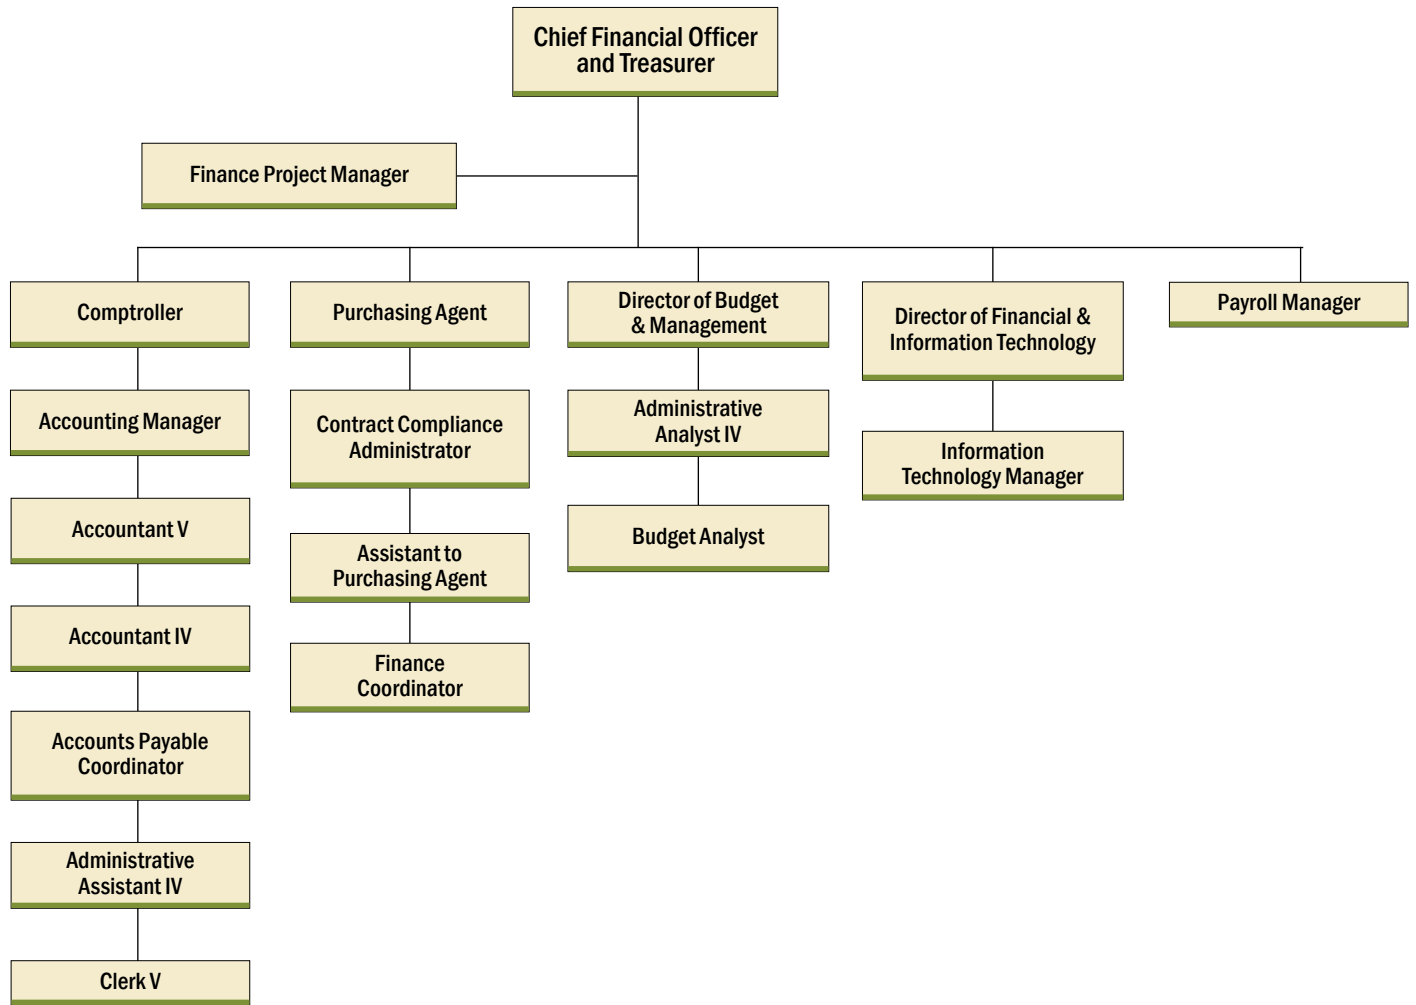 Chief Financial Officer
and Treasurer
Finance Project Manager
Comptroller
Accounting Manager
Accountant V
Accountant IV
Accounts Payable
Coordinator
Administrative
Assistant IV
Clerk V
Purchasing Agent
Contract Compliance
Administrator
Assistant to
Purchasing Agent
Finance
Coordinator
Director of Budget
& Management
Administrative
Analyst IV
Budget Analyst
Director of Financial &
Information Technology
Information
Technology Manager
Payroll Manager